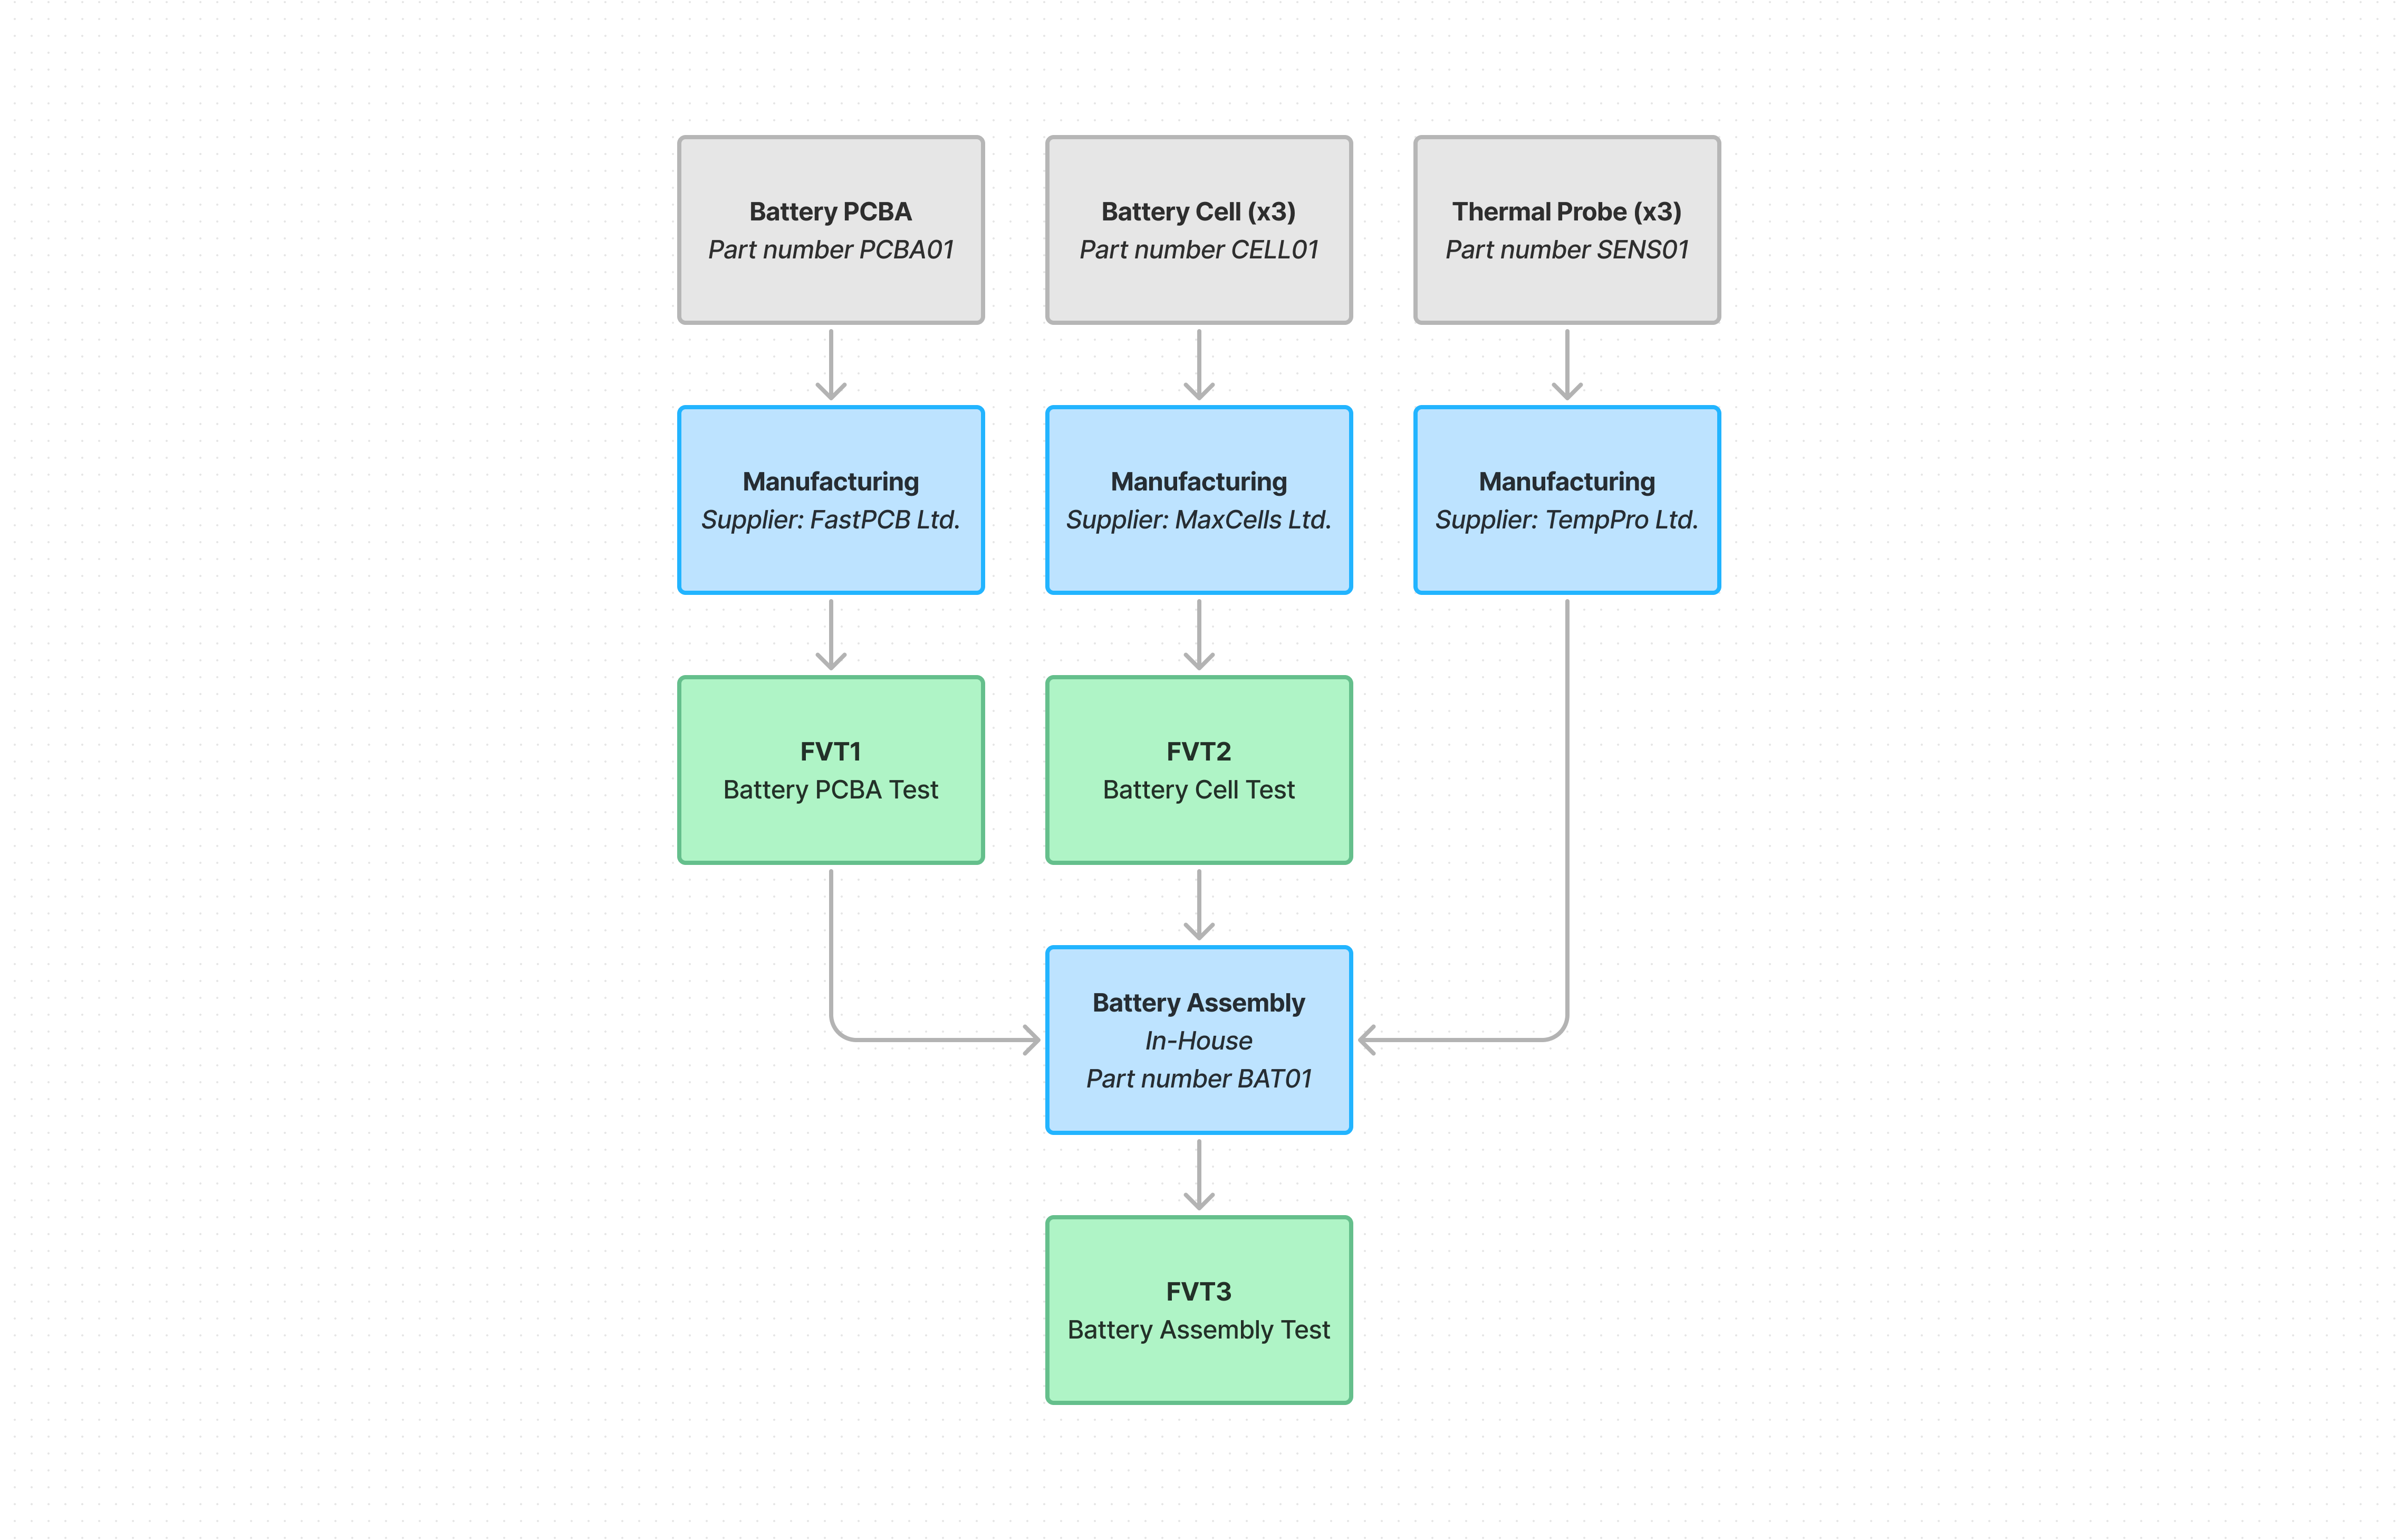 Battery PCBA
Part number PCBA01
Battery Cell (x3)
Part number CELL01
Thermal Probe (x3)
Part number SENS01
Manufacturing
Supplier: FastPCB Ltd.
Manufacturing
Supplier: MaxCells Ltd.
Manufacturing
Supplier: TempPro Ltd.
FVT1
Battery PCBA Test
FVT2
Battery Cell Test
Battery Assembly
In-House
Part number BAT01
FVT3
Battery Assembly Test